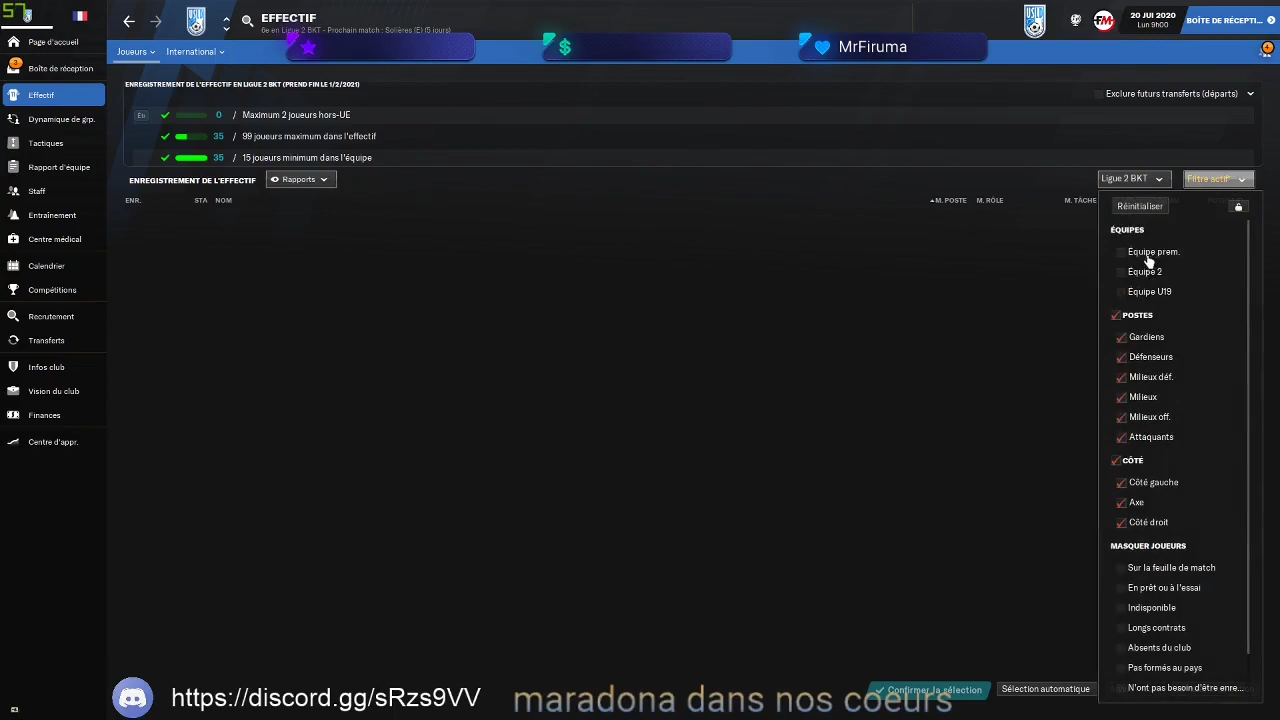 57
EFFECTIF
6e en Ligue 2 BKT - Prochain match : Solières (E) (5 jours)
20 JUI 2020
Lun 9h00
BOÎTE DE RÉCEPTI...
Joueurs
International
MrFiruma
Page d'accueil
3
Boîte de réception
Effectif
Dynamique de grp.
Tactiques
Rapport d'équipe
Staff
Entraînement
Centre médical
Calendrier
Compétitions
Recrutement
Transferts
Infos club
Vision du club
Finances
Centre d'appr.
ENREGISTREMENT DE L'EFFECTIF EN LIGUE 2 BKT (PREND FIN LE 1/2/2021)
Exclure futurs transferts (départs)
0 / Maximum 2 joueurs hors-UE
35 / 99 joueurs maximum dans l'effectif
35 / 15 joueurs minimum dans l'équipe
ENREGISTREMENT DE L'EFFECTIF
Rapports
Ligue 2 BKT
Filtre actif*
ENR. STA NOM M. POSTE M. RÔLE M. TÂCHE
Réinitialiser
ÉQUIPES
Équipe prem.
Équipe 2
Équipe U19
POSTES
Gardiens
Défenseurs
Milieux déf.
Milieux
Milieux off.
Attaquants
CÔTÉ
Côté gauche
Axe
Côté droit
MASQUER JOUEURS
Sur la feuille de match
En prêt ou à l'essai
Indisponible
Longs contrats
Absents du club
Pas formés au pays
N'ont pas besoin d'être enre...
Confirmer la sélection
Sélection automatique
https://discord.gg/sRzs9VV
maradona dans nos coeurs